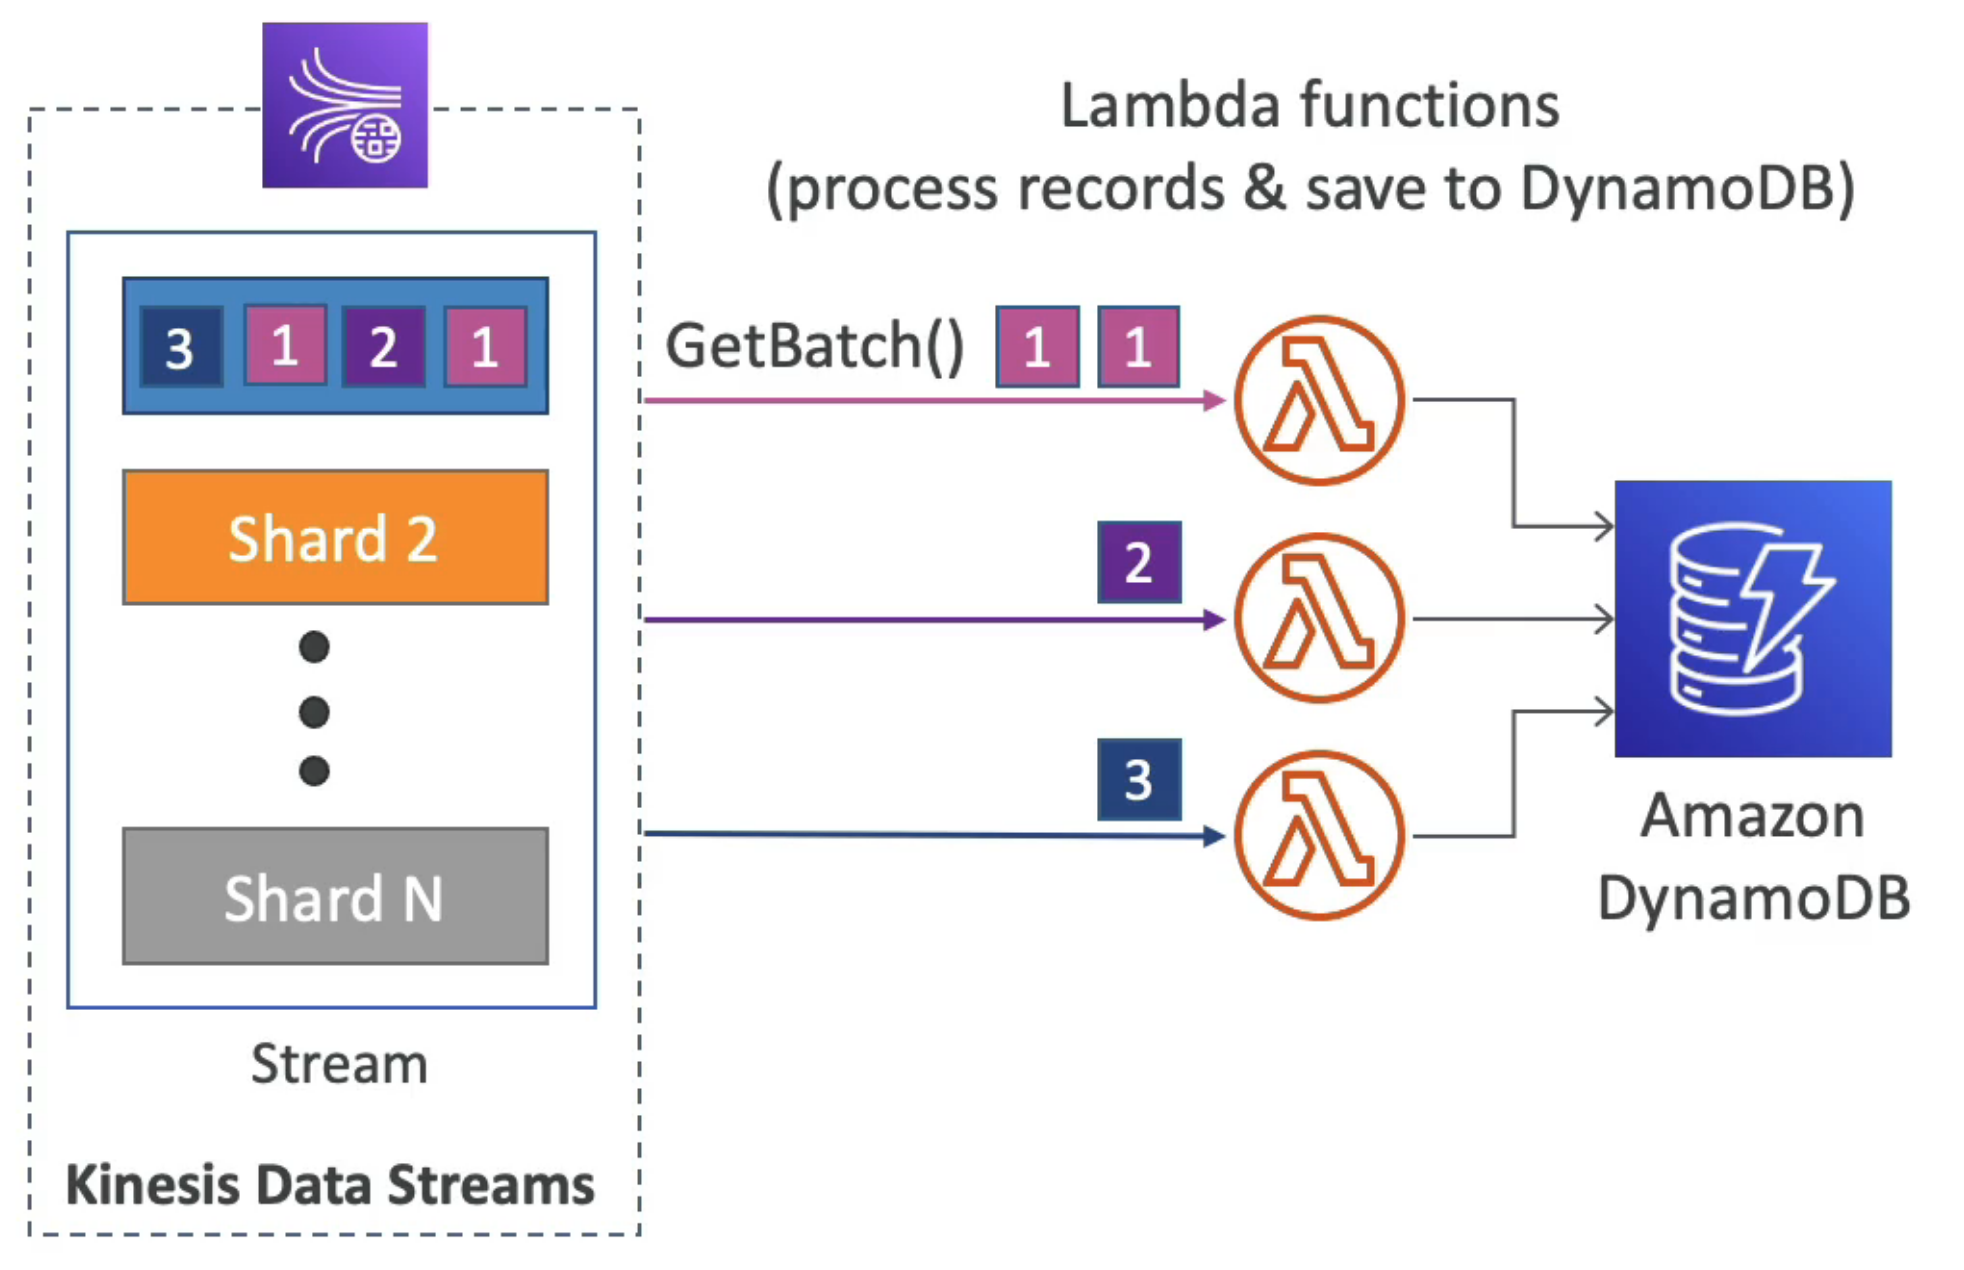 Lambda functions
(process records & save to DynamoDB)
3 1 2 1
GetBatch() 1 1
Shard 2
2
3
Shard N
Amazon
DynamoDB
Stream
Kinesis Data Streams